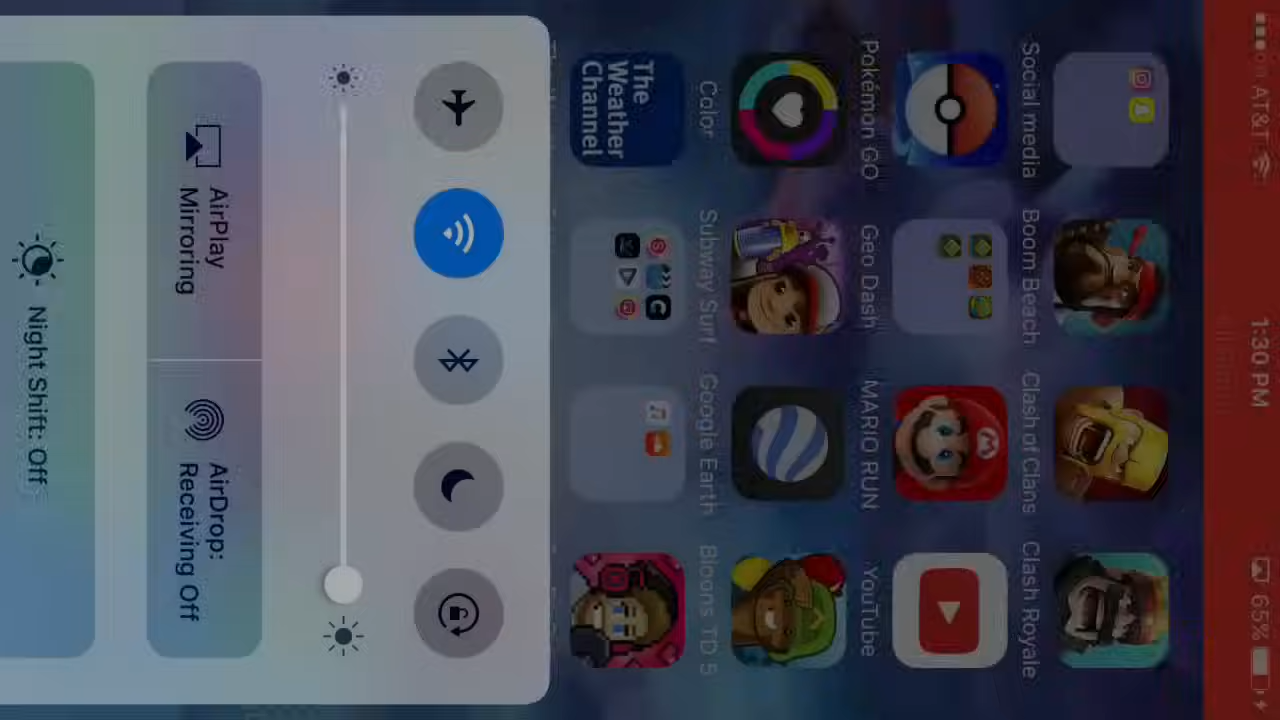 AT&T
1:30 PM
65%
Social media
Boom Beach
Clash of Clans
Clash Royale
Pokémon GO
Geo Dash
MARIO RUN
YouTube
Color
Subway Surf
Google Earth
Bloons TD 5
The
Weather
Channel
AirPlay
Mirroring
AirDrop:
Receiving Off
Night Shift: Off